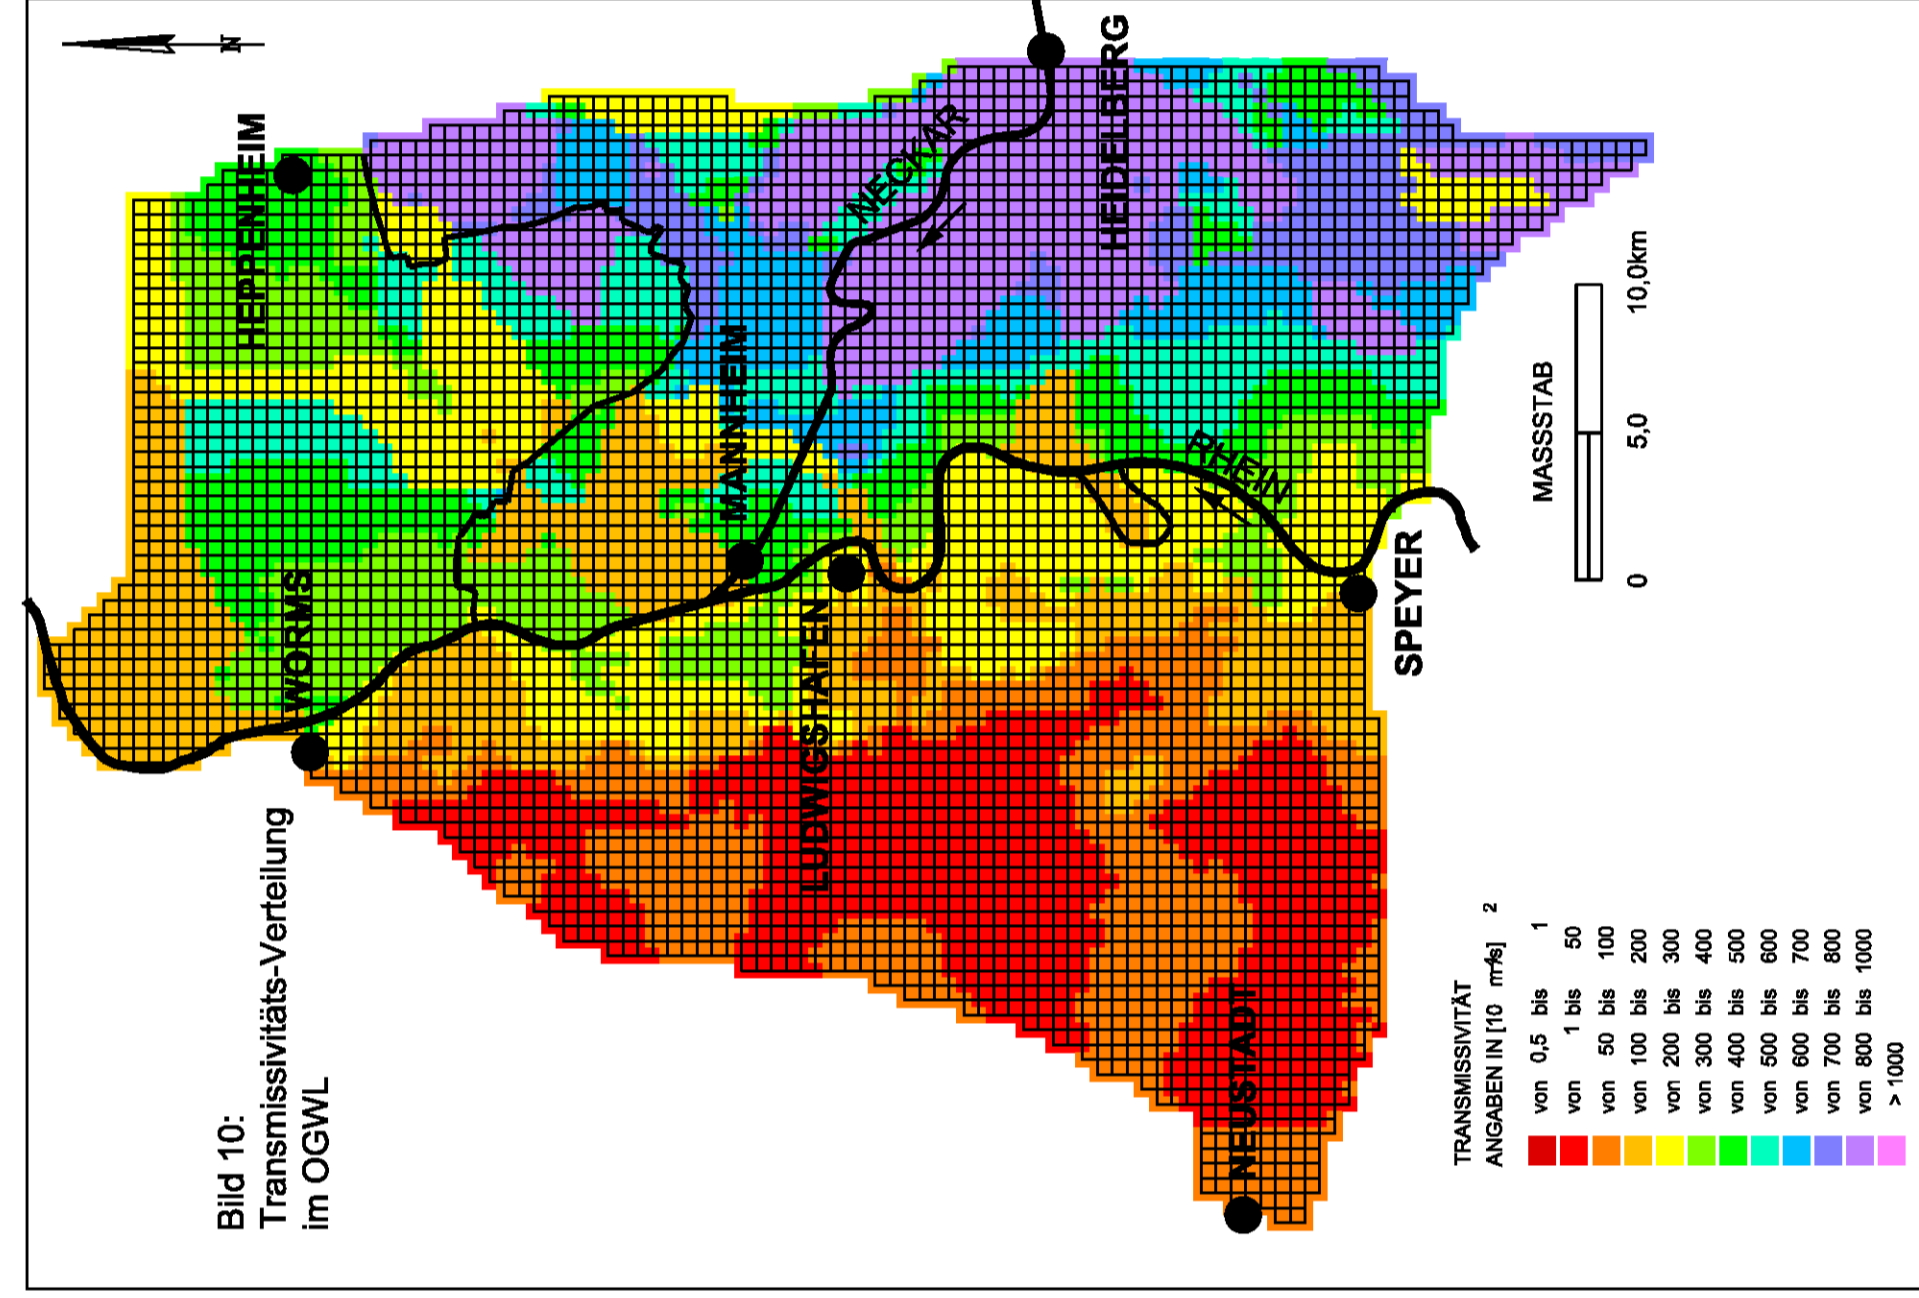 Bild 10:
Transmissivitäts-Verteilung
im OGWL
N
HEPPENHEIM
WORMS
MANNHEIM
NECKAR
HEIDELBERG
LUDWIGSHAFEN
RHEIN
SPEYER
NEUSTADT
MASSSTAB
0 5,0 10,0km
TRANSMISSIVITÄT
ANGABEN IN [10 m²/s] 2
von 0,5 bis 1
von 1 bis 50
von 50 bis 100
von 100 bis 200
von 200 bis 300
von 300 bis 400
von 400 bis 500
von 500 bis 600
von 600 bis 700
von 700 bis 800
von 800 bis 1000
> 1000